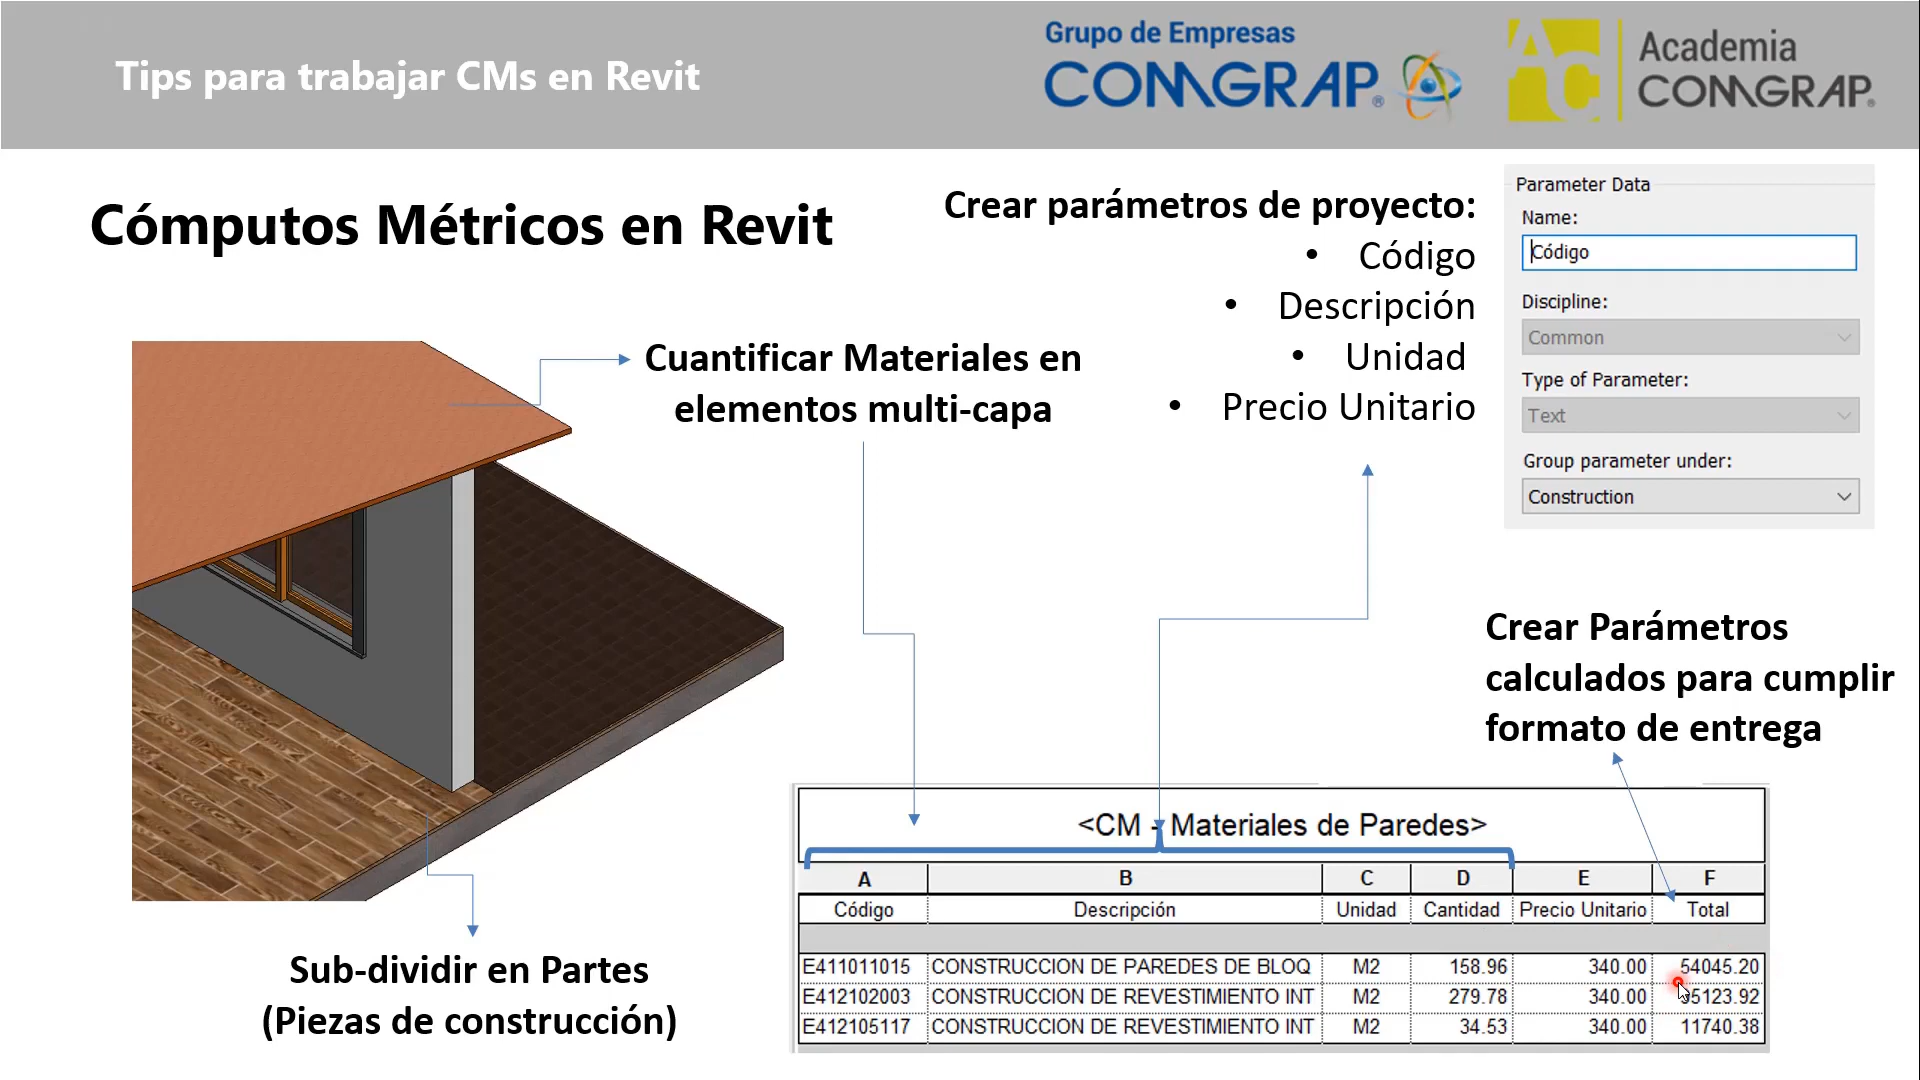 Tips para trabajar CMs en Revit
Grupo de Empresas
COMGRAP®
AC
Academia
COMGRAP®
Cómputos Métricos en Revit
Crear parámetros de proyecto:
• Código
• Descripción
• Unidad
• Precio Unitario
Parameter Data
Name:
Código
Discipline:
Common
Type of Parameter:
Text
Group parameter under:
Construction
Cuantificar Materiales en
elementos multi-capa
Crear Parámetros
calculados para cumplir
formato de entrega
Sub-dividir en Partes
(Piezas de construcción)
<CM - Materiales de Paredes>
A B C D E F
Código Descripción Unidad Cantidad Precio Unitario Total
E411011015 CONSTRUCCION DE PAREDES DE BLOQ M2 158.96 340.00 54045.20
E412102003 CONSTRUCCION DE REVESTIMIENTO INT M2 279.78 340.00
E412105117 CONSTRUCCION DE REVESTIMIENTO INT M2 34.53 340.00 11740.38